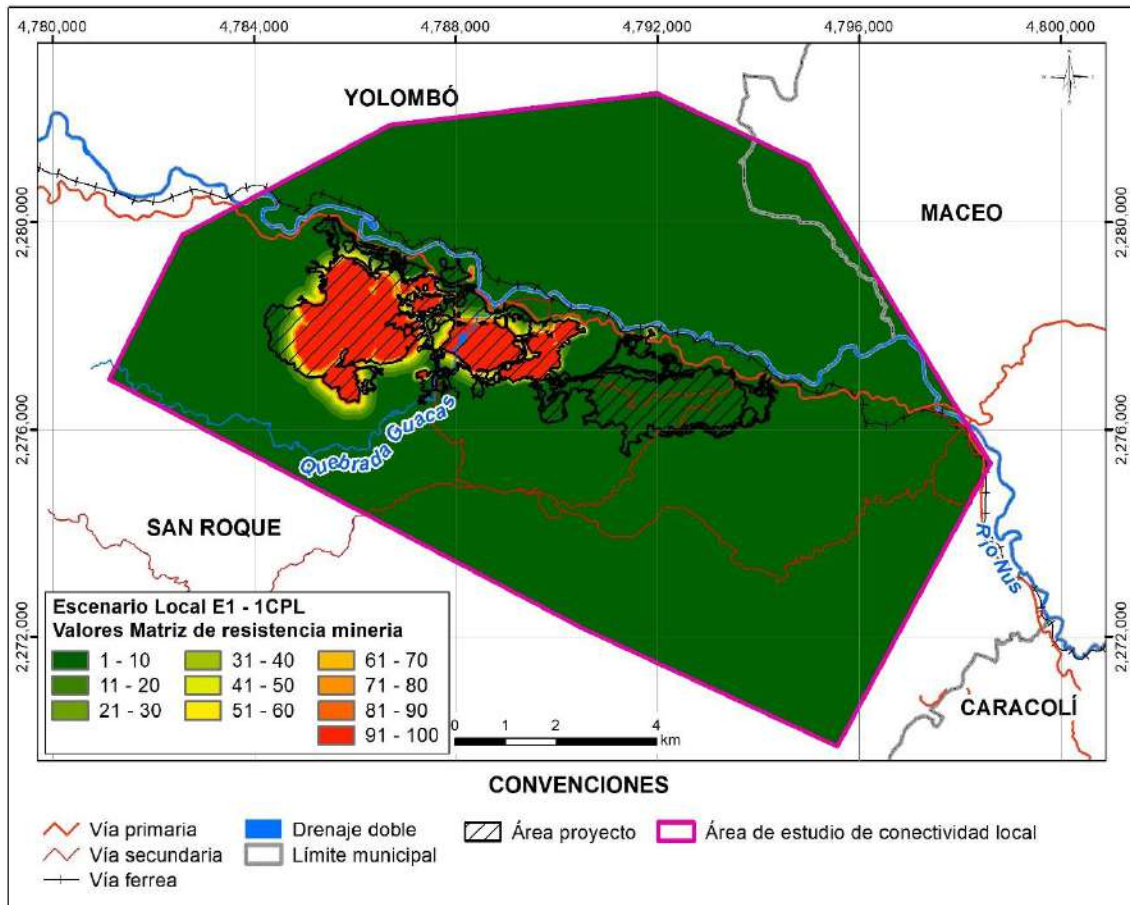 4,780,000 4,784,000 4,788,000 4,792,000 4,796,000 4,800,000
YOLOMBÓ
2,280,000 2,280,000
MACEO
2,276,000 2,276,000
Quebrada Guacas
SAN ROQUE
Río Nus
2,272,000 2,272,000
CARACOLÍ
Escenario Local E1 - 1CPL
Valores Matriz de resistencia mineria
1 - 10 31 - 40 61 - 70
11 - 20 41 - 50 71 - 80
21 - 30 51 - 60 81 - 90
91 - 100
0 1 2 4
km
CONVENCIONES
Vía primaria Drenaje doble Área proyecto Área de estudio de conectividad local
Vía secundaria Límite municipal
Vía ferrea